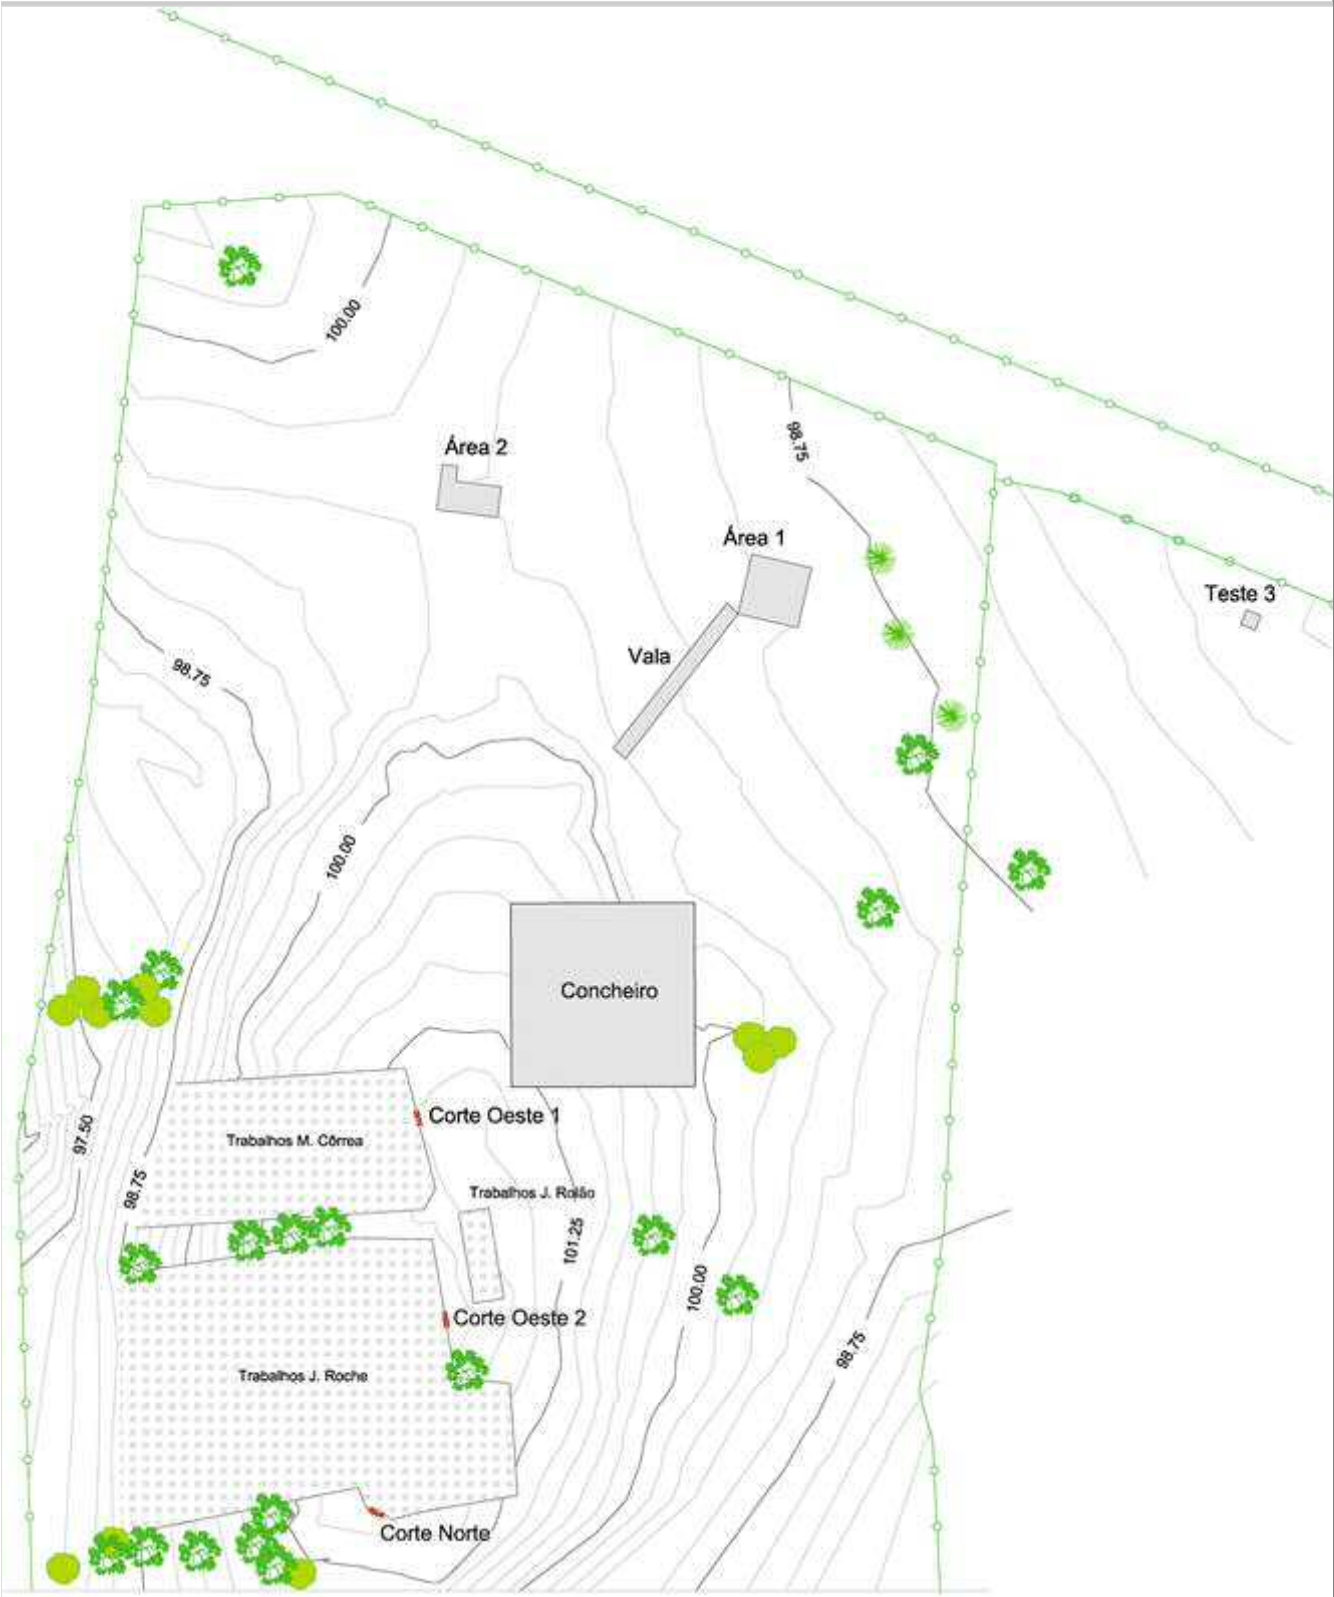 100.00
Área 2
98.75
Área 1
Teste 3
Vala
98.75
100.00
Concheiro
97.50
Corte Oeste 1
Trabalhos M. Côrrea
98.75
Trabalhos J. Rolão
101.25
100.00
Corte Oeste 2
98.75
Trabalhos J. Roche
Corte Norte